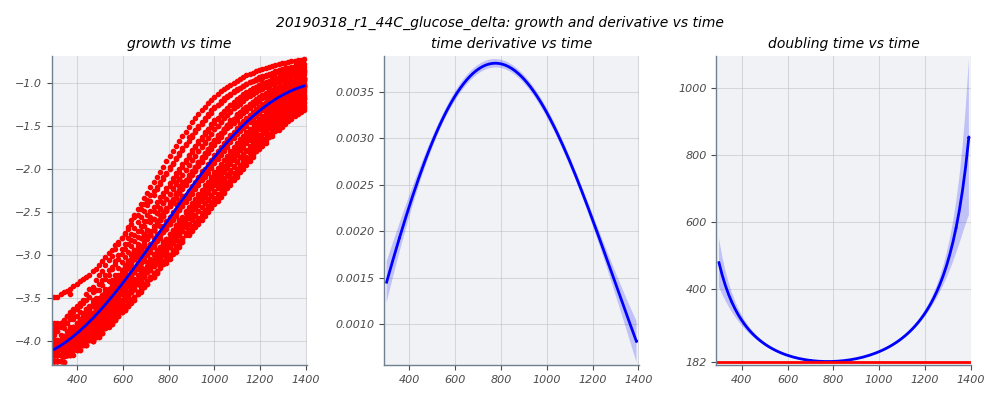 20190318_r1_44C_glucose_delta: growth and derivative vs time
growth vs time
time derivative vs time
doubling time vs time
−1.0
−1.5
−2.0
−2.5
−3.0
−3.5
−4.0
400 600 800 1000 1200 1400
0.0035
0.0030
0.0025
0.0020
0.0015
0.0010
400 600 800 1000 1200 1400
1000
800
600
400
182
400 600 800 1000 1200 1400